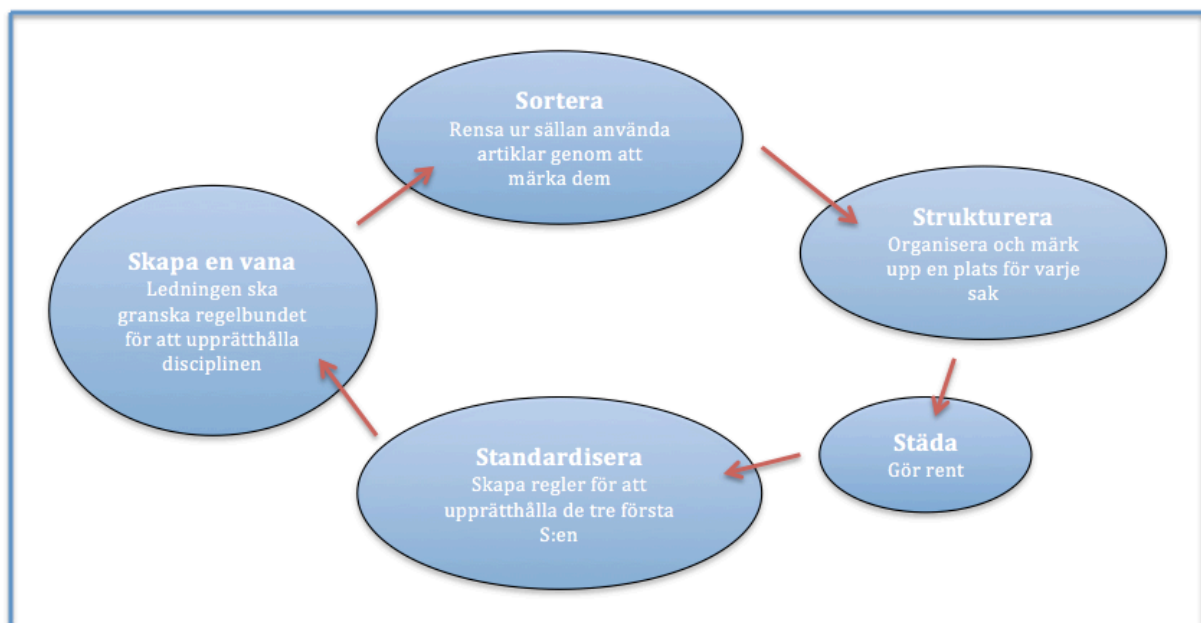 Sortera
Rensa ur sällan använda
artiklar genom att
märka dem
Strukturera
Organisera och märk
upp en plats för varje
sak
Städa
Gör rent
Standardisera
Skapa regler för att
upprätthålla de tre första
S:en
Skapa en vana
Ledningen ska
granska regelbundet
för att upprätthålla
disciplinen